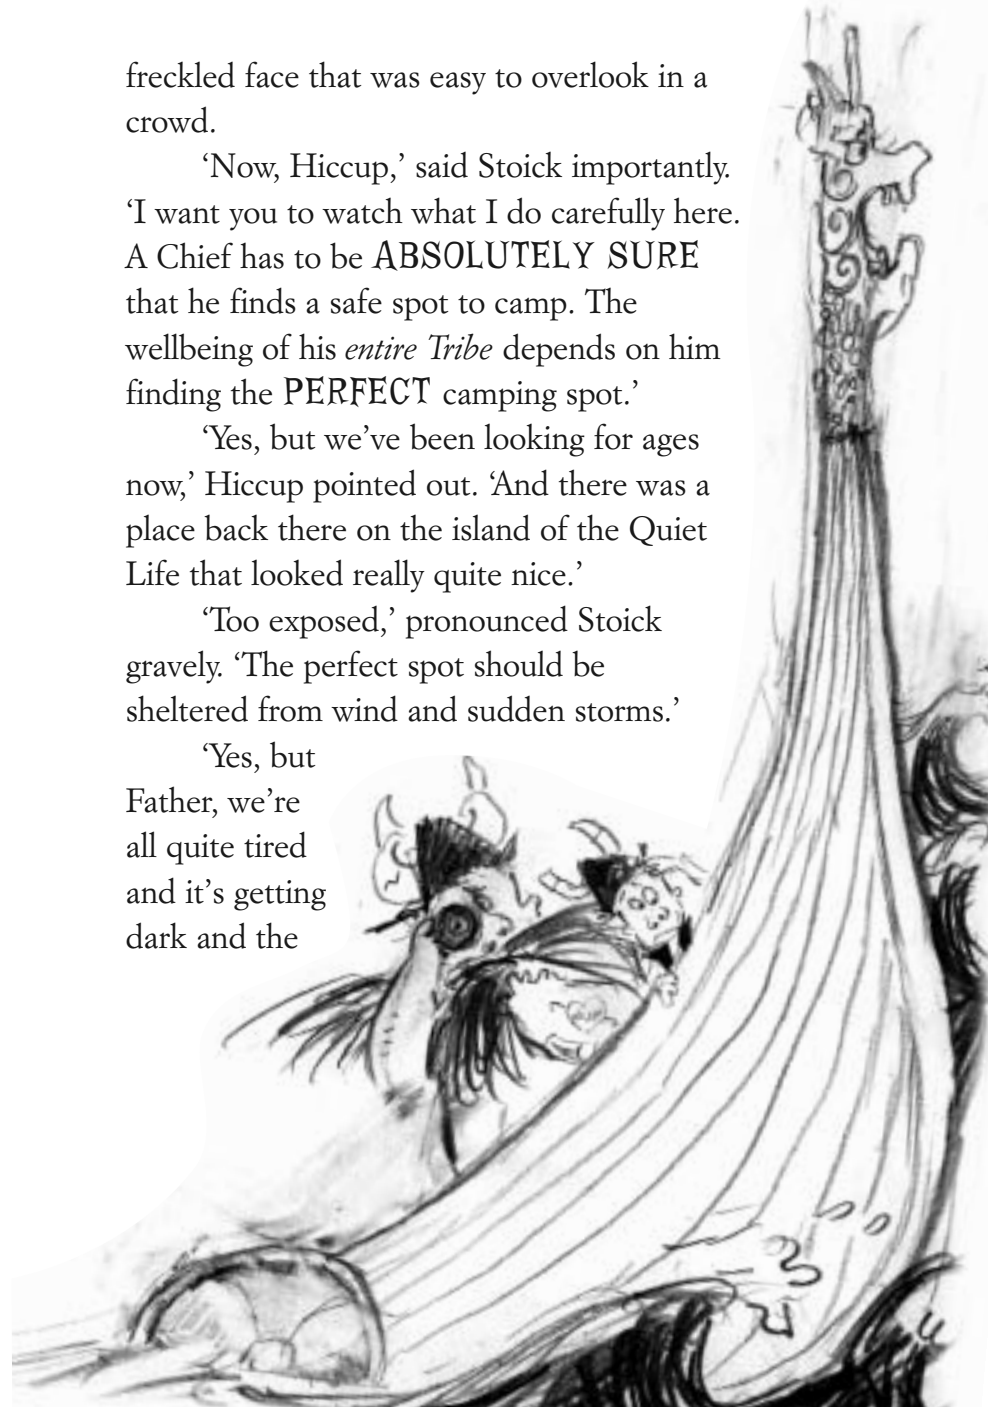 freckled face that was easy to overlook in a
crowd.
‘Now, Hiccup,’ said Stoick importantly.
‘I want you to watch what I do carefully here.
A Chief has to be ABSOLUTELY SURE
that he finds a safe spot to camp. The
wellbeing of his entire Tribe depends on him
finding the PERFECT camping spot.’
‘Yes, but we’ve been looking for ages
now,’ Hiccup pointed out. ‘And there was a
place back there on the island of the Quiet
Life that looked really quite nice.’
‘Too exposed,’ pronounced Stoick
gravely. ‘The perfect spot should be
sheltered from wind and sudden storms.’
‘Yes, but
Father, we’re
all quite tired
and it’s getting
dark and the